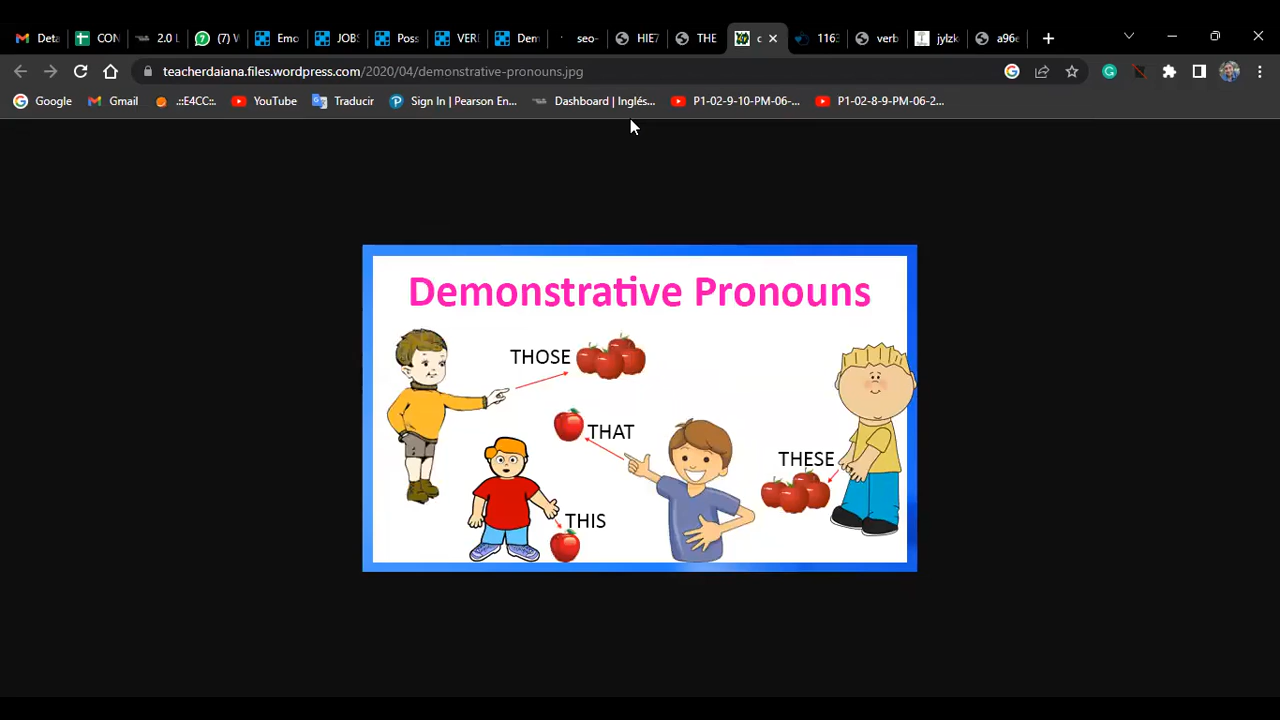 Deta
CON
2.0 L
(7) W
Emo
JOBS
Poss
VERI
Dem
seo-
HIE7
THE
c
1163
verb
jylzk
a96e
teacherdaiana.files.wordpress.com/2020/04/demonstrative-pronouns.jpg
Google
Gmail
.::E4CC::.
YouTube
Traducir
Sign In | Pearson En...
Dashboard | Inglés...
P1-02-9-10-PM-06-...
P1-02-8-9-PM-06-2...
Demonstrative Pronouns
THOSE
THAT
THESE
THIS